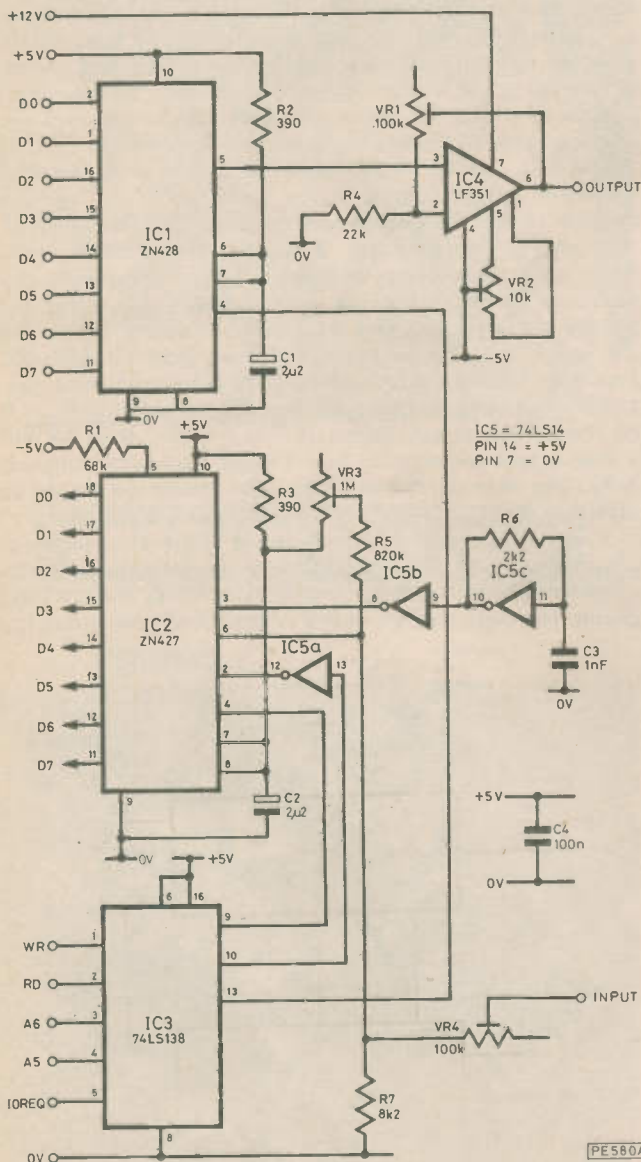 +12V
+5V
10
D0 2
D1 1
D2 16
D3 15
D4 14
D5 13
D6 12
D7 11
IC1
ZN428
5
6
7
4
9 8
0V
R2
390
C1
2μ2
VR1
100k
R4
22k
0V
3
2
IC4
LF351
7
6
1
5
4
OUTPUT
VR2
10k
-5V
IC5 = 74LS14
PIN 14 = +5V
PIN 7 = 0V
-5V R1
68k
+5V
5 10
D0 18
D1 17
D2 16
D3 15
D4 14
D5 13
D6 12
D7 11
IC2
ZN427
3
6
2
4
7
8
9
0V
R3
390
VR3
1M
R5
820k
IC5b
8 9
R6
2k2
IC5c
10 11
C3
1nF
0V
IC5a
12 13
C2
2μ2
+5V
C4
100n
0V
+5V
6 16
WR 1
RD 2
A6 3
A5 4
IOREQ 5
IC3
74LS138
9
10
13
8
0V
INPUT
VR4
100k
R7
8k2